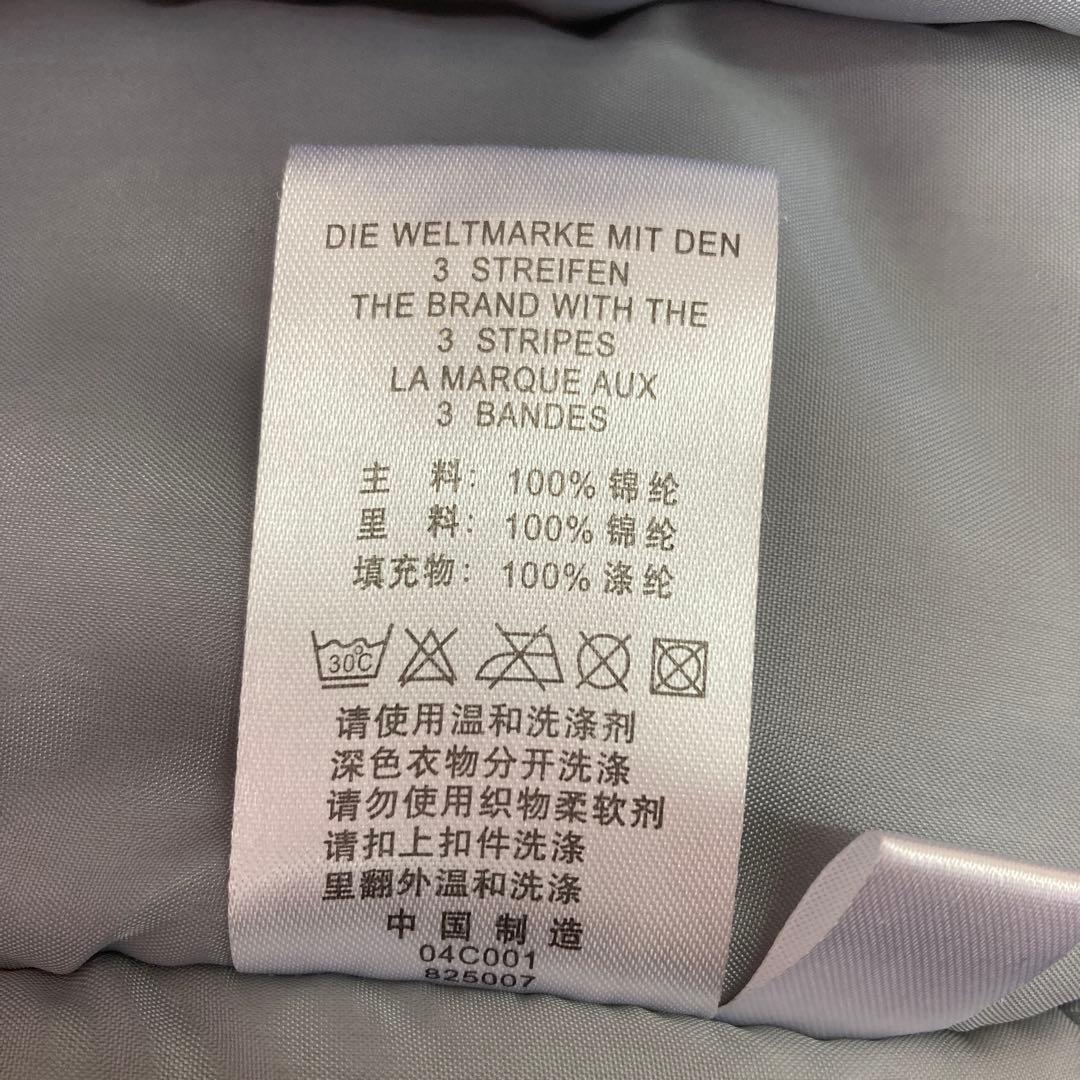 DIE WELTMARKE MIT DEN
3 STREIFEN
THE BRAND WITH THE
3 STRIPES
LA MARQUE AUX
3 BANDES
主 料: 100% 锦纶
里 料: 100% 锦纶
填充物: 100% 涤纶
30℃
请使用温和洗涤剂
深色衣物分开洗涤
请勿使用织物柔软剂
请扣上扣件洗涤
里翻外温和洗涤
中国制造
04C001
825007